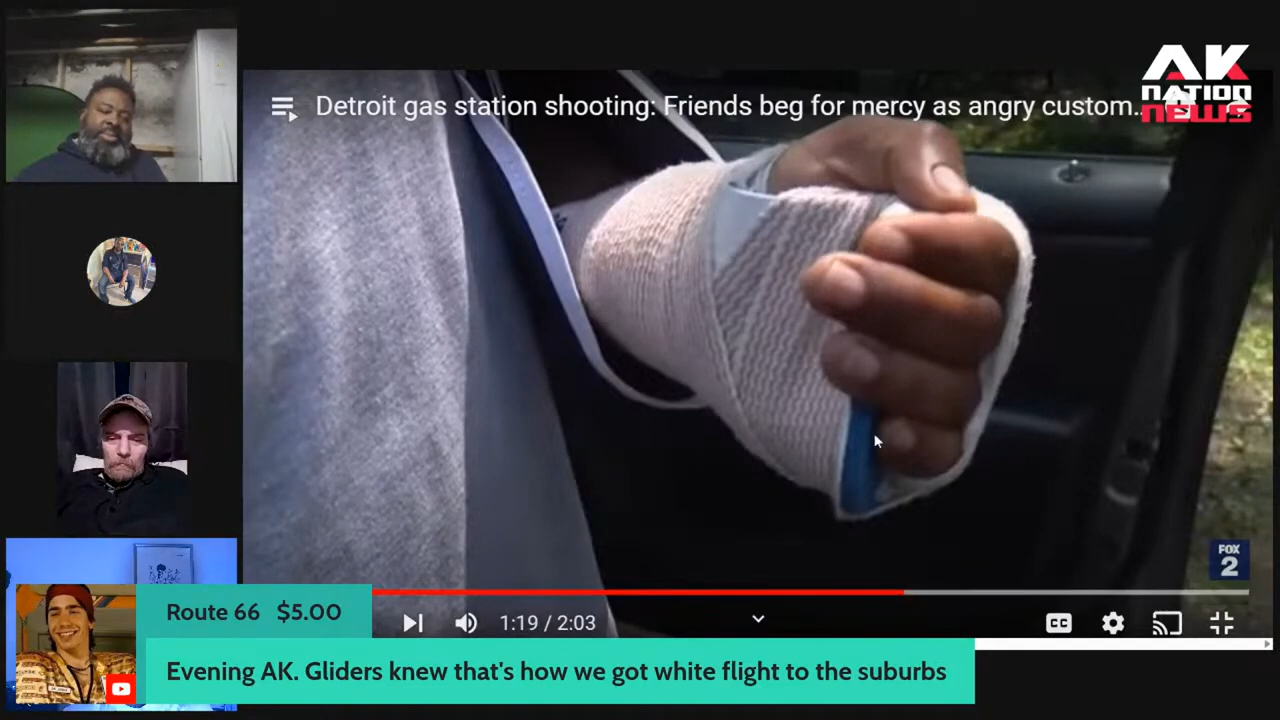 AK
NATION
NEWS
Detroit gas station shooting: Friends beg for mercy as angry custom...
FOX
2
1:19 / 2:03
CC
Route 66 $5.00
Evening AK. Gliders knew that's how we got white flight to the suburbs